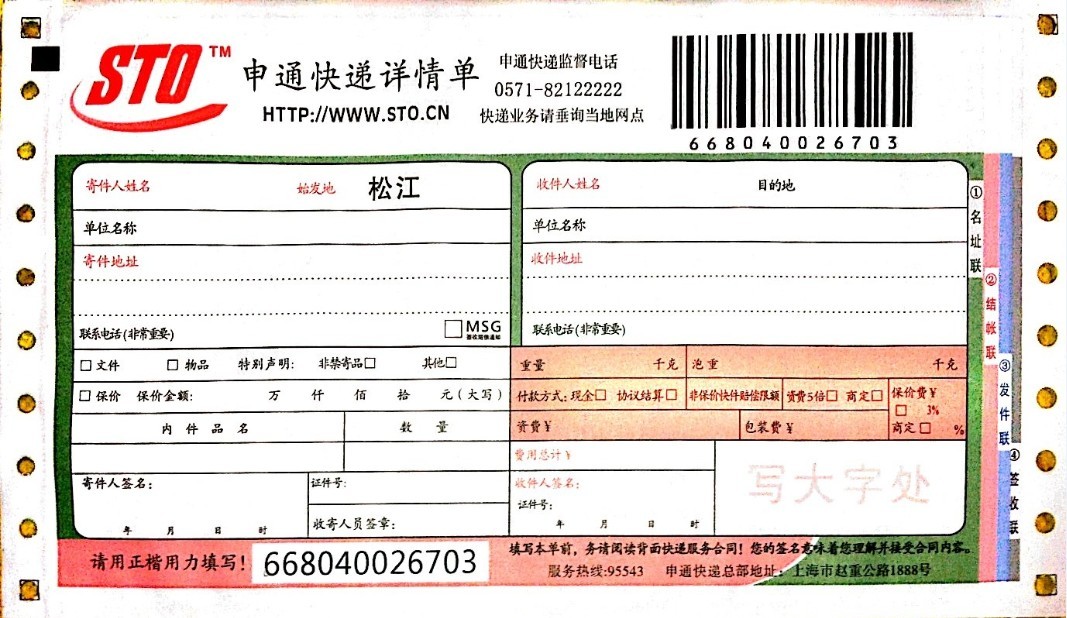 STO™
申通快递详情单
HTTP://WWW.STO.CN
申通快递监督电话
0571-82122222
快递业务请垂询当地网点
668040026703
寄件人姓名 始发地 松江
单位名称
寄件地址
联系电话(非常重要) □MSG
收件人姓名 目的地
单位名称
收件地址
联系电话(非常重要)
□文件 □物品 特别声明: 非禁寄品□ 其他□
□保价 保价金额: 万 仟 佰 拾 元(大写)
内件品名 数量
寄件人签名: 证件号:
年 月 日 时 收寄人员签章:
重量 千克 泡重 千克
付款方式:现金□ 协议结算□ 非保价快件赔偿限额 资费5倍□ 商定□ 保价费¥
□ 3%
资费¥ 包装费¥ 商定□ %
费用总计¥
收件人签名:
证件号:
年 月 日 时
写大字处
①名址联
②结帐联
③发件联
④签收联
请用正楷用力填写! 668040026703
填写本单前,务请阅读背面快递服务合同!您的签名意味着您理解并接受合同内容。
服务热线:95543 申通快递总部地址:上海市赵重公路1888号